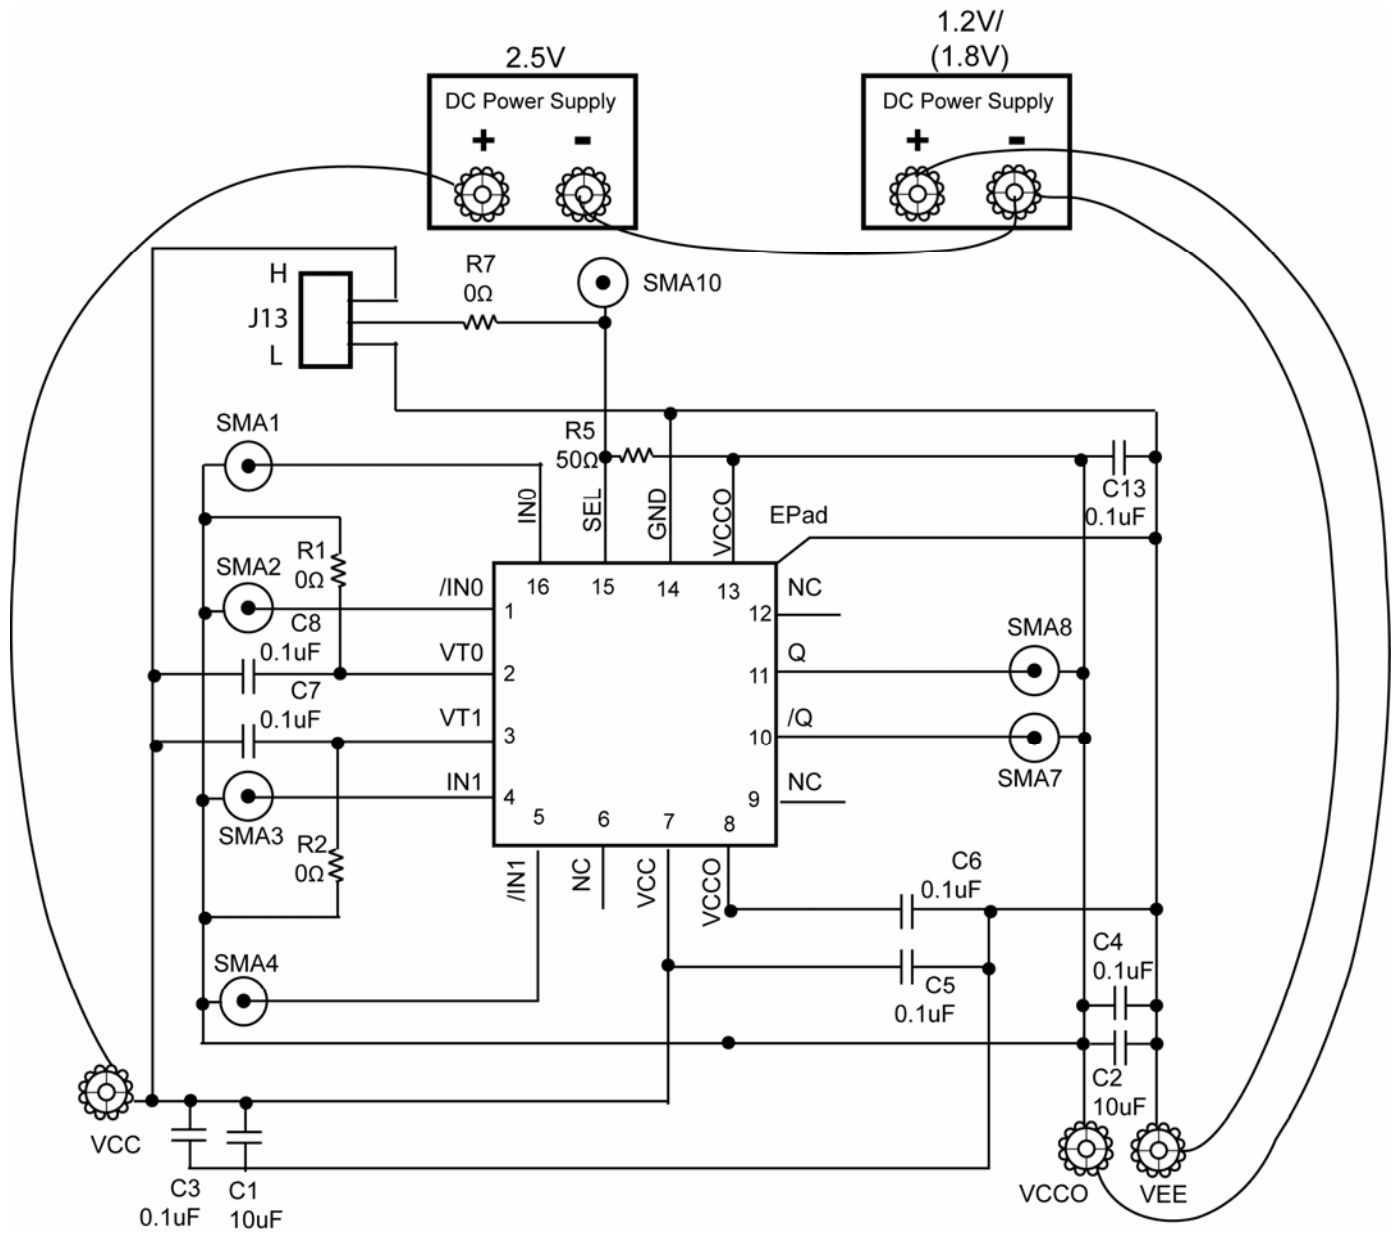 1.2V/
(1.8V)
2.5V
DC Power Supply
DC Power Supply
+ -
+ -
H
J13
L
R7
0Ω
SMA10
SMA1
R5
50Ω
IN0
SEL
GND
VCCO
EPad
C13
0.1uF
R1
0Ω
SMA2
/IN0
16
15
14
13
NC
12
1
C8
0.1uF
VT0
2
Q
11
SMA8
C7
0.1uF
VT1
3
/Q
10
SMA7
IN1
4
NC
9
SMA3
5
6
7
8
R2
0Ω
/IN1
NC
VCC
VCCO
C6
0.1uF
C4
0.1uF
SMA4
C5
0.1uF
C2
10uF
VCC
C3
0.1uF
C1
10uF
VCCO
VEE